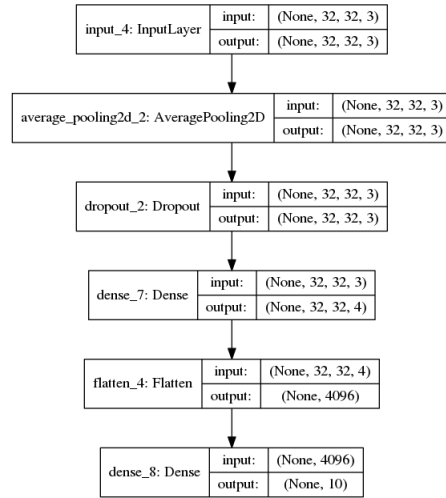 input_4: InputLayer
input: (None, 32, 32, 3)
output: (None, 32, 32, 3)
average_pooling2d_2: AveragePooling2D
input: (None, 32, 32, 3)
output: (None, 32, 32, 3)
dropout_2: Dropout
input: (None, 32, 32, 3)
output: (None, 32, 32, 3)
dense_7: Dense
input: (None, 32, 32, 3)
output: (None, 32, 32, 4)
flatten_4: Flatten
input: (None, 32, 32, 4)
output: (None, 4096)
dense_8: Dense
input: (None, 4096)
output: (None, 10)